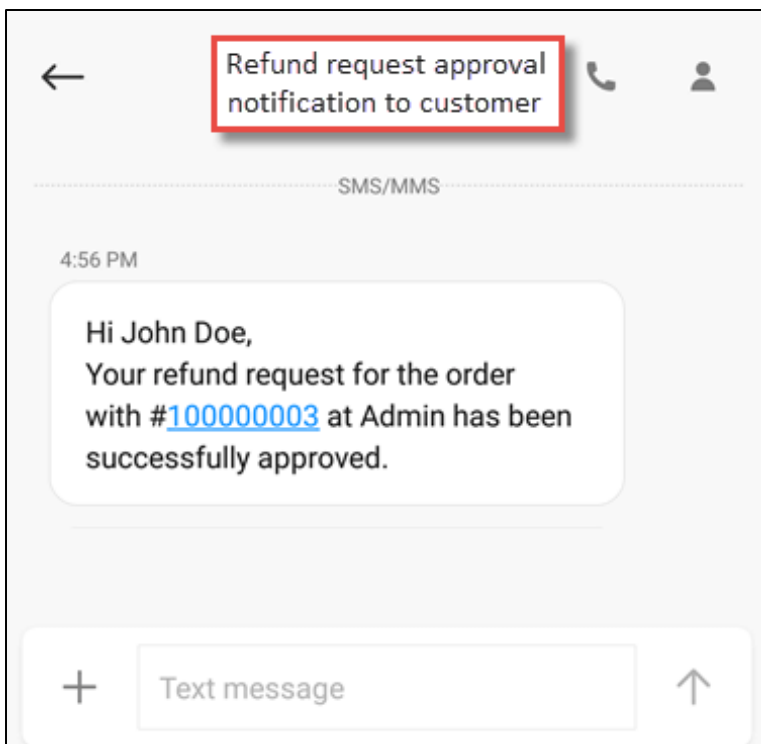 Refund request approval
notification to customer
SMS/MMS
4:56 PM
Hi John Doe,
Your refund request for the order
with #100000003 at Admin has been
successfully approved.
Text message